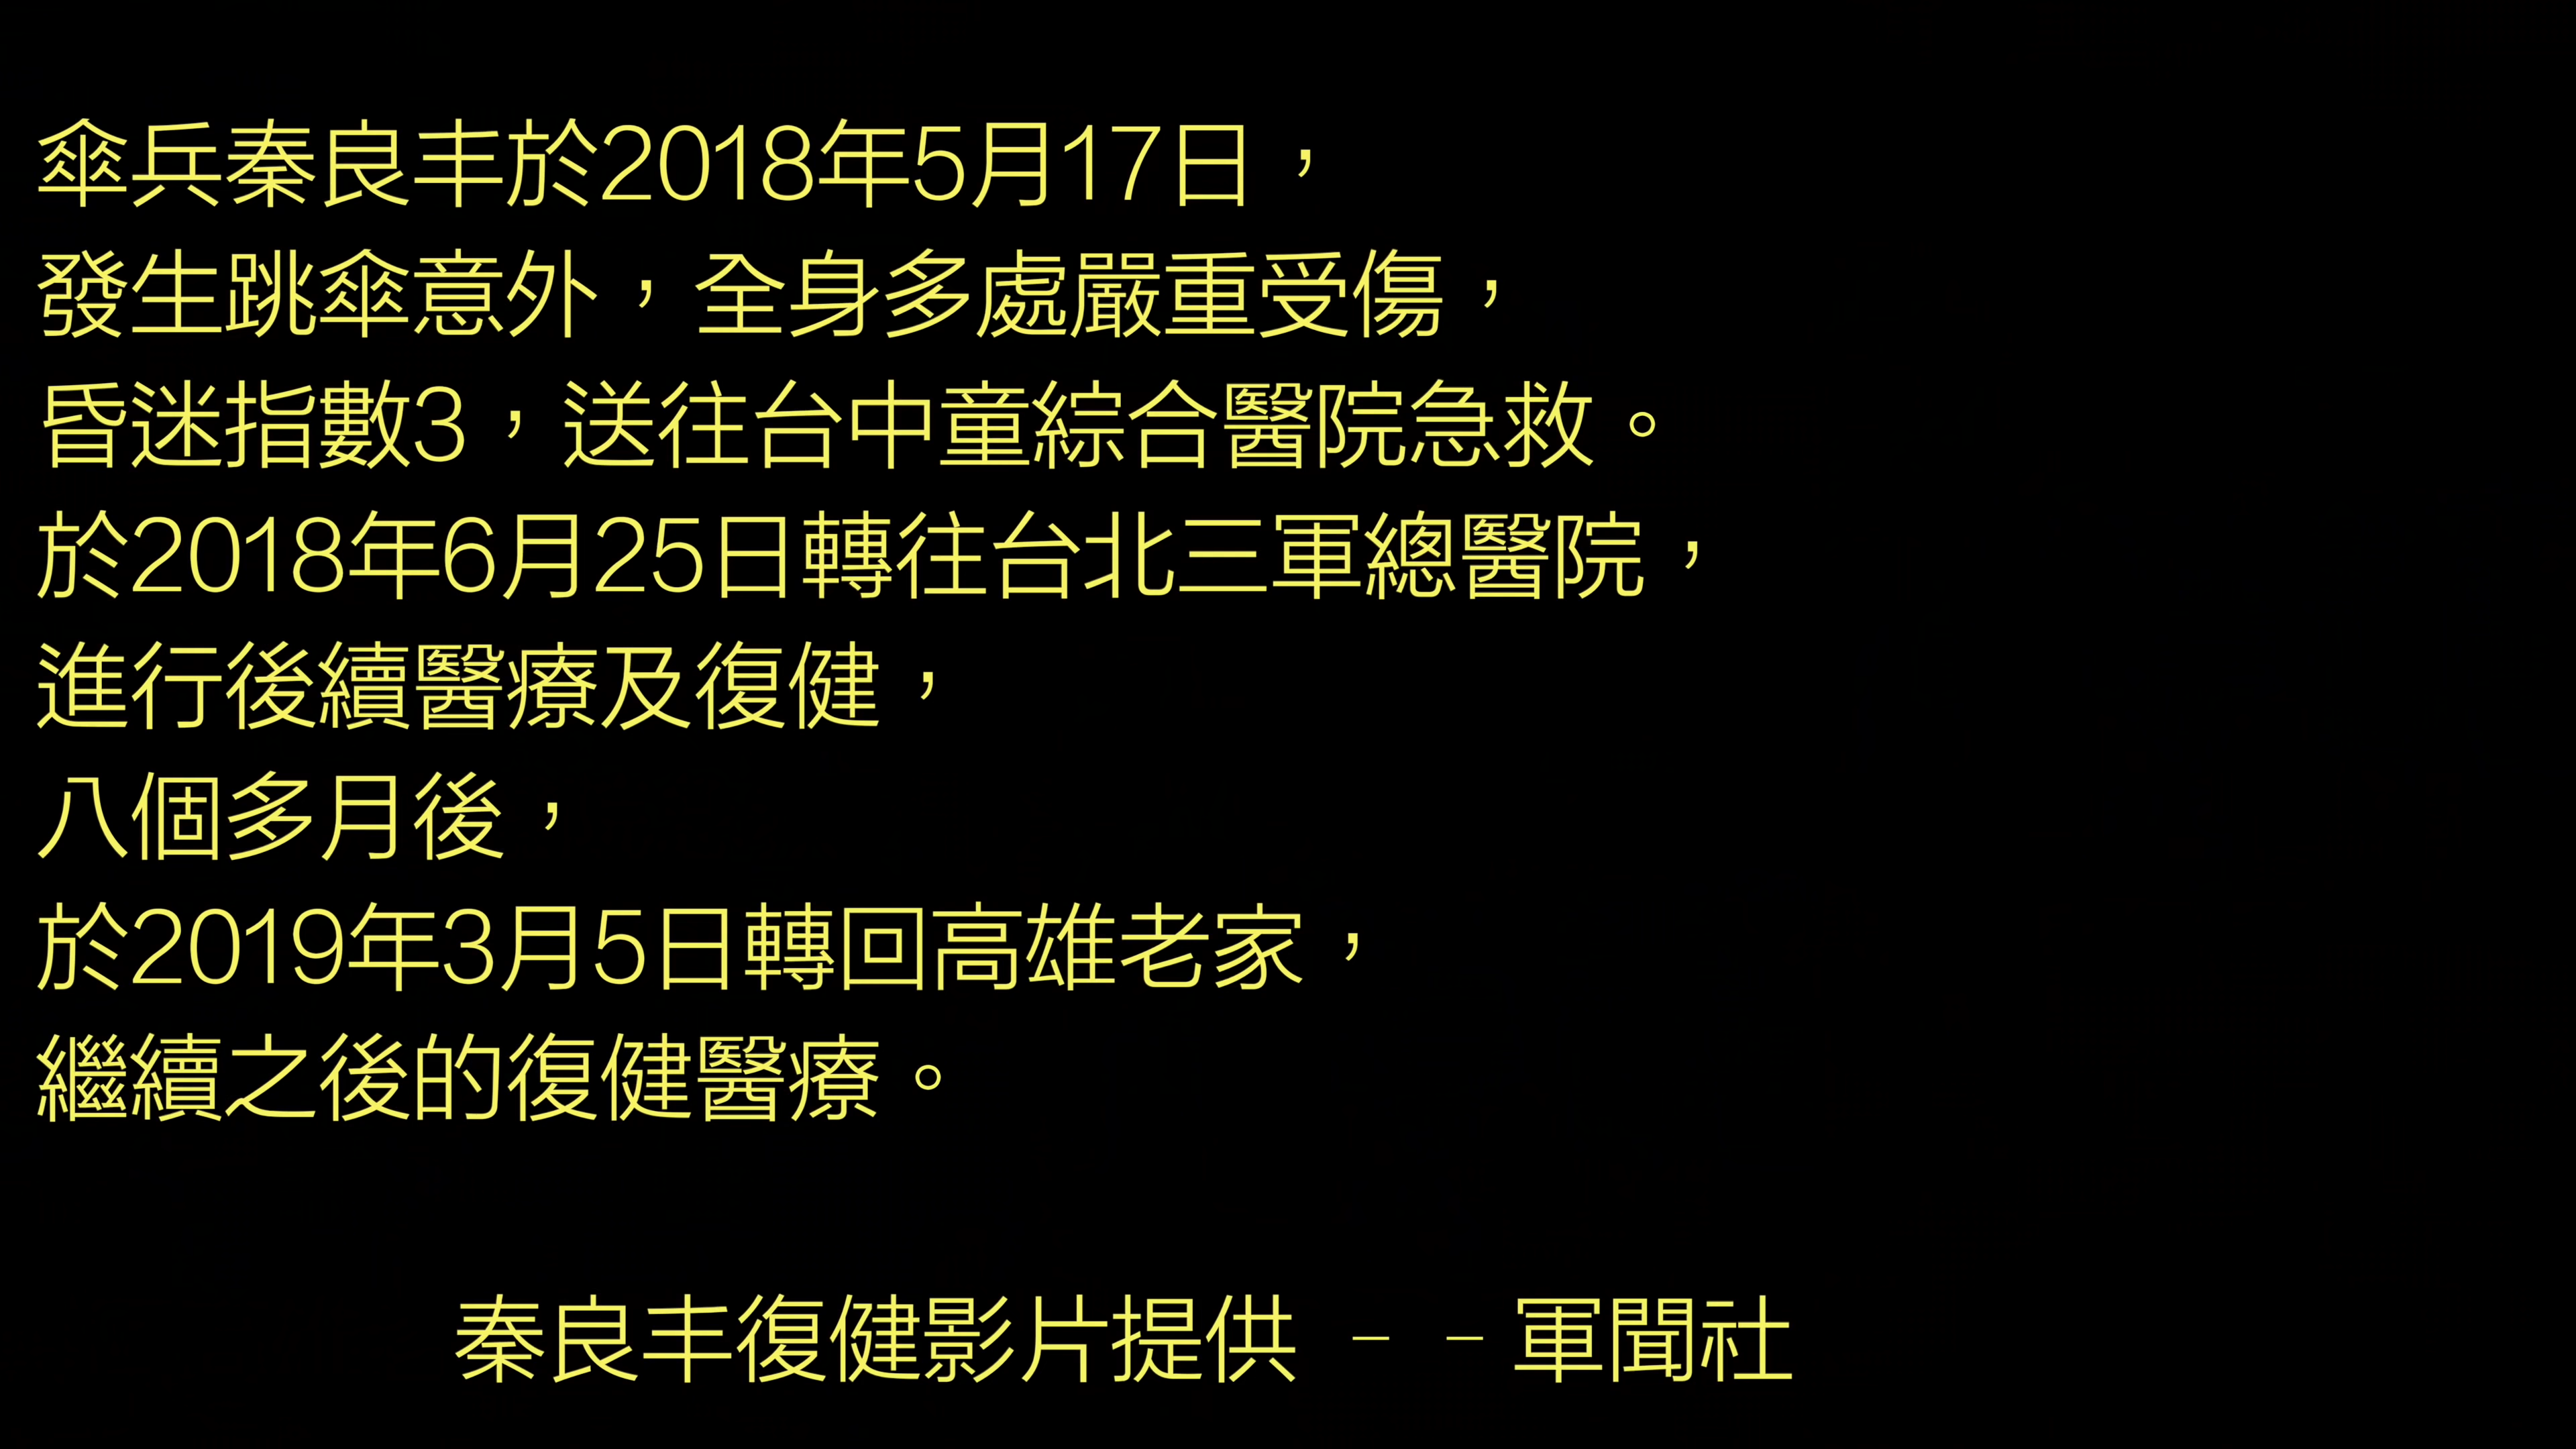 傘兵秦良丰於2018年5月17日，
發生跳傘意外，全身多處嚴重受傷，
昏迷指數3，送往台中童綜合醫院急救。
於2018年6月25日轉往台北三軍總醫院，
進行後續醫療及復健，
八個多月後，
於2019年3月5日轉回高雄老家，
繼續之後的復健醫療。
秦良丰復健影片提供 – –軍聞社